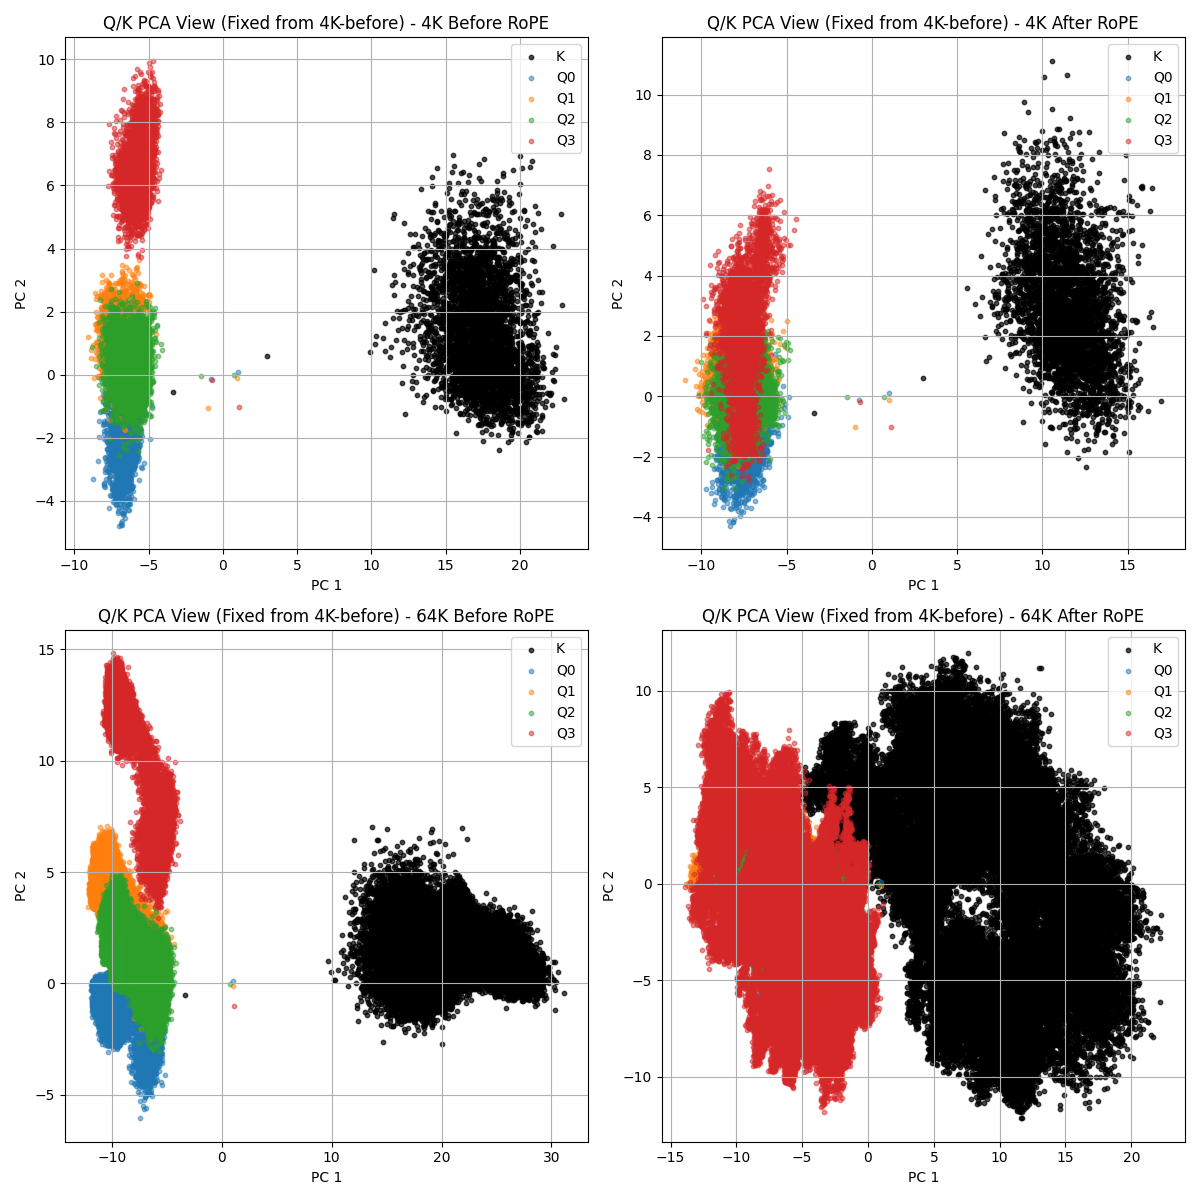 Q/K PCA View (Fixed from 4K-before) - 4K Before RoPE
K
Q0
Q1
Q2
Q3
10
8
6
4
2
0
−2
−4
PC 2
−10
−5
0
5
10
15
20
PC 1
Q/K PCA View (Fixed from 4K-before) - 4K After RoPE
K
Q0
Q1
Q2
Q3
10
8
6
4
2
0
−2
−4
PC 2
−10
−5
0
5
10
15
PC 1
Q/K PCA View (Fixed from 4K-before) - 64K Before RoPE
K
Q0
Q1
Q2
Q3
15
10
5
0
−5
PC 2
−10
0
10
20
30
PC 1
Q/K PCA View (Fixed from 4K-before) - 64K After RoPE
K
Q0
Q1
Q2
Q3
10
5
0
−5
−10
PC 2
−15
−10
−5
0
5
10
15
20
PC 1